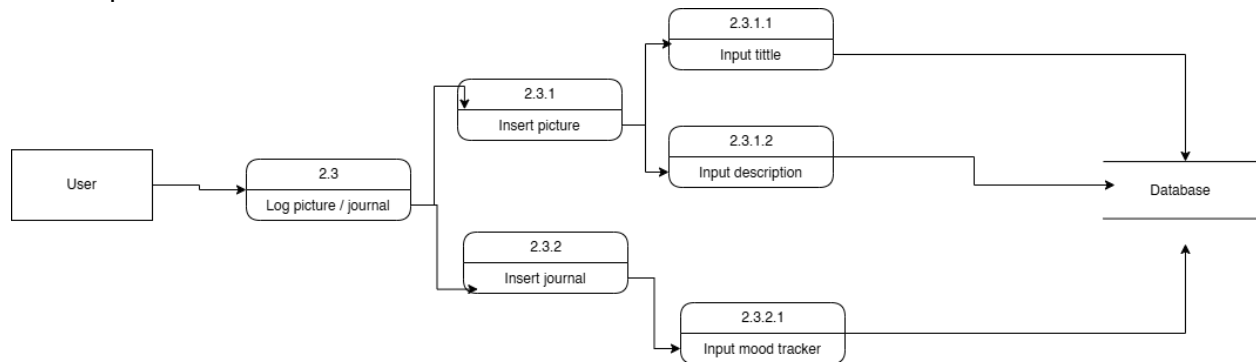 User
2.3
Log picture / journal
2.3.1
Insert picture
2.3.2
Insert journal
2.3.1.1
Input tittle
2.3.1.2
Input description
2.3.2.1
Input mood tracker
Database